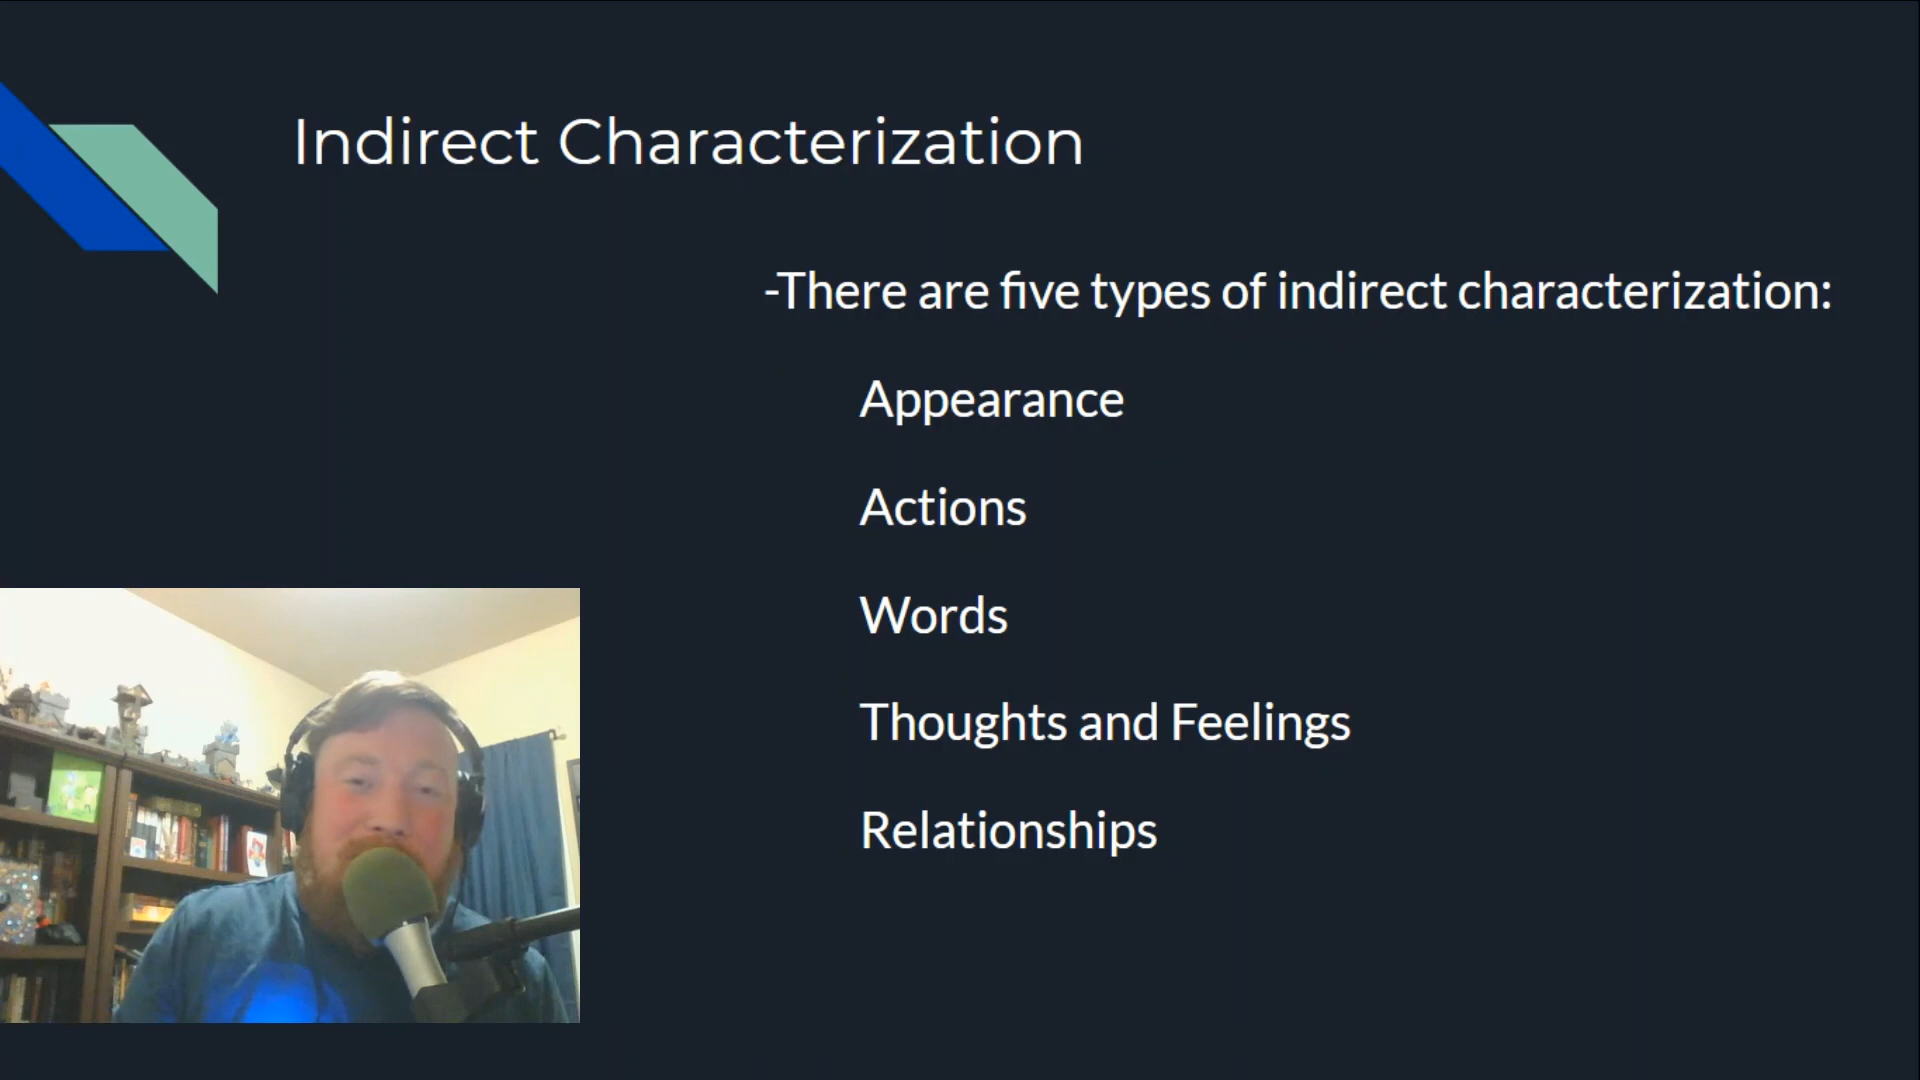 Indirect Characterization
-There are five types of indirect characterization:
Appearance
Actions
Words
Thoughts and Feelings
Relationships